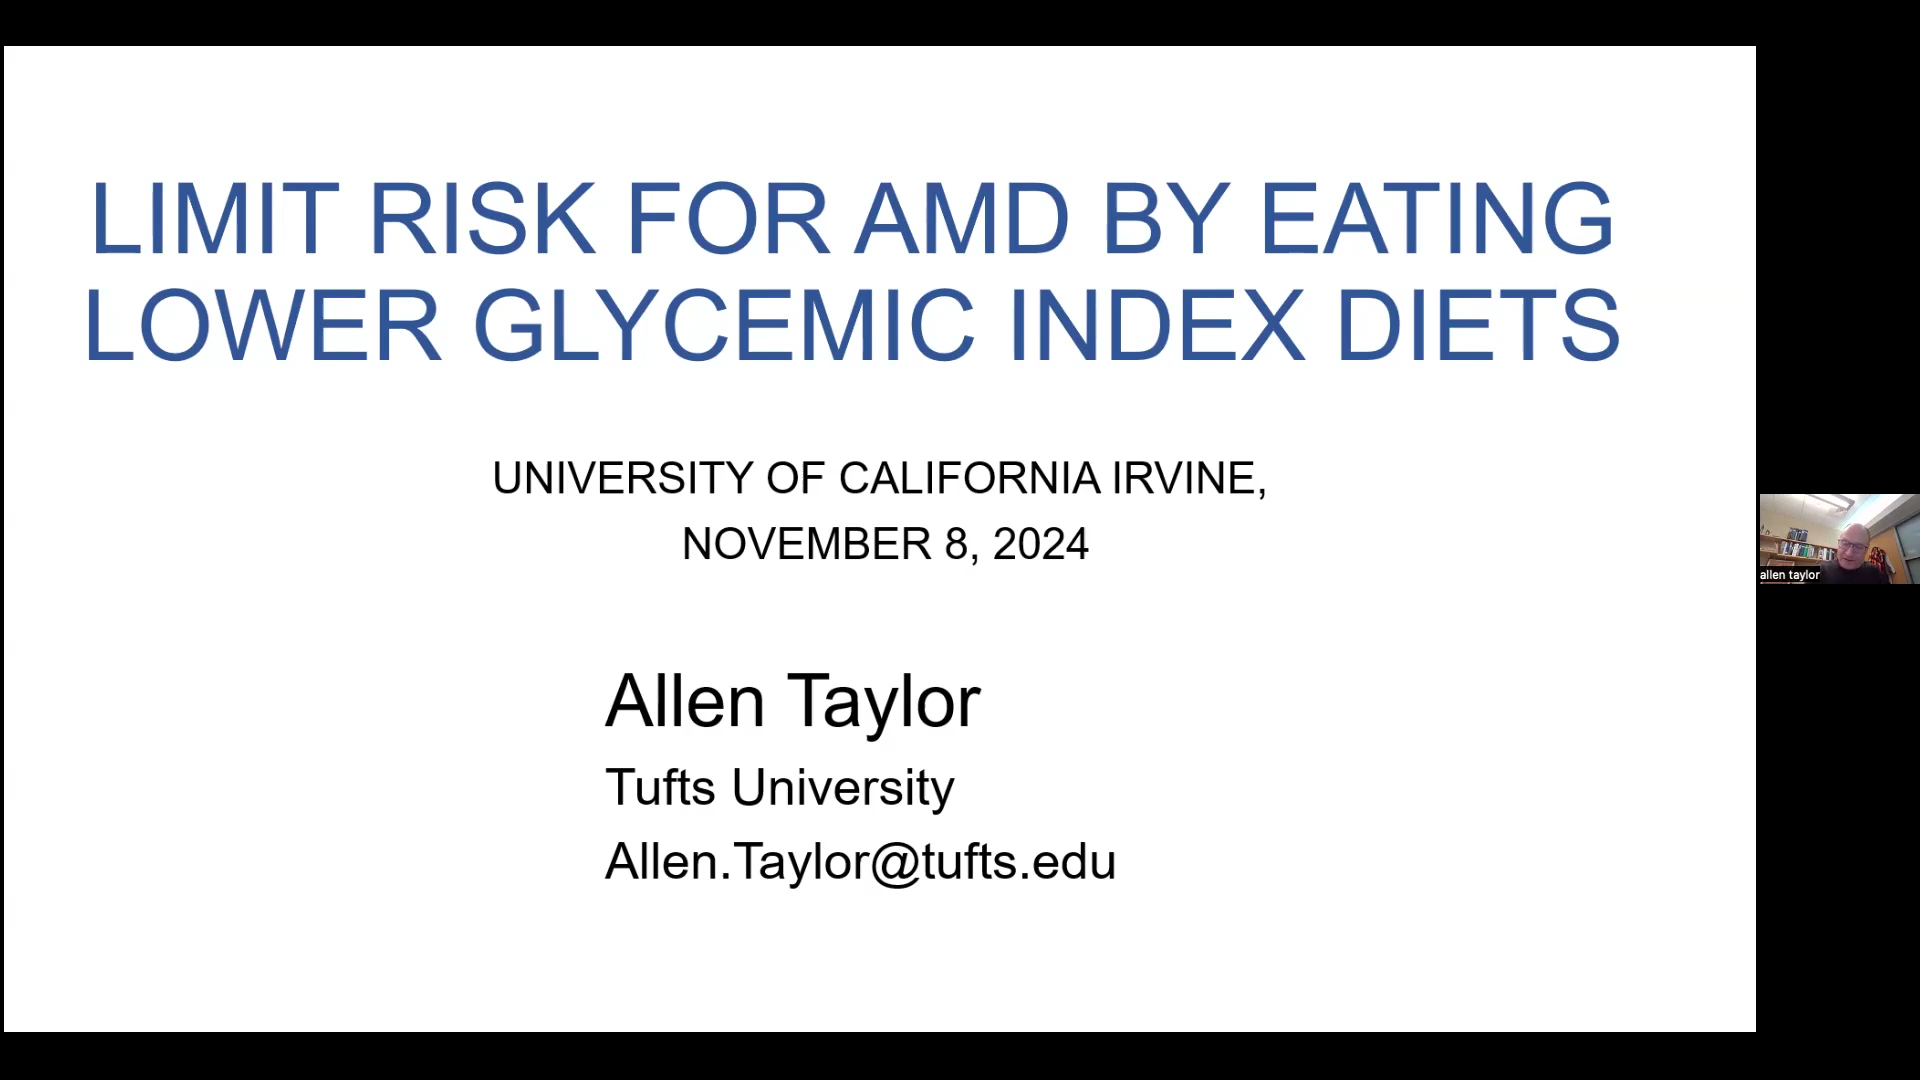 LIMIT RISK FOR AMD BY EATING
LOWER GLYCEMIC INDEX DIETS
UNIVERSITY OF CALIFORNIA IRVINE,
NOVEMBER 8, 2024
Allen Taylor
Tufts University
Allen.Taylor@tufts.edu
allen taylor